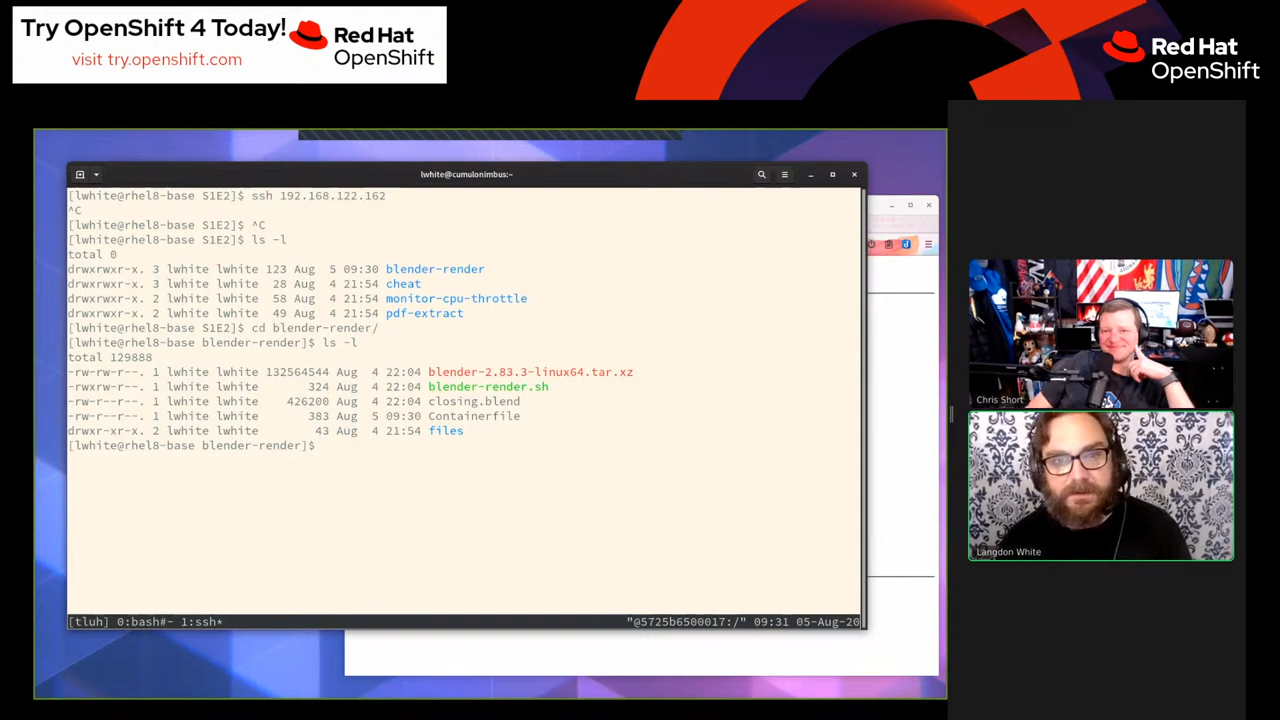 Try OpenShift 4 Today!
visit try.openshift.com
Red Hat
OpenShift
Red Hat
OpenShift
lwhite@cumulonimbus:~
[lwhite@rhel8-base S1E2]$ ssh 192.168.122.162
^C
[lwhite@rhel8-base S1E2]$ ^C
[lwhite@rhel8-base S1E2]$ ls -l
total 0
drwxrwxr-x. 3 lwhite lwhite 123 Aug  5 09:30 blender-render
drwxrwxr-x. 3 lwhite lwhite  28 Aug  4 21:54 cheat
drwxrwxr-x. 2 lwhite lwhite  58 Aug  4 21:54 monitor-cpu-throttle
drwxrwxr-x. 2 lwhite lwhite  49 Aug  4 21:54 pdf-extract
[lwhite@rhel8-base S1E2]$ cd blender-render/
[lwhite@rhel8-base blender-render]$ ls -l
total 129888
-rw-rw-r--. 1 lwhite lwhite 132564544 Aug  4 22:04 blender-2.83.3-linux64.tar.xz
-rwxrwxr--. 1 lwhite lwhite       324 Aug  4 22:04 blender-render.sh
-rw-rw-r--. 1 lwhite lwhite    426200 Aug  4 22:04 closing.blend
-rw-rw-r--. 1 lwhite lwhite       383 Aug  5 09:30 Containerfile
drwxr-xr-x. 2 lwhite lwhite        43 Aug  4 21:54 files
[lwhite@rhel8-base blender-render]$
[tluh] 0:bash#- 1:ssh* "@5725b6500017:/" 09:31 05-Aug-20
Chris Short
Langdon White